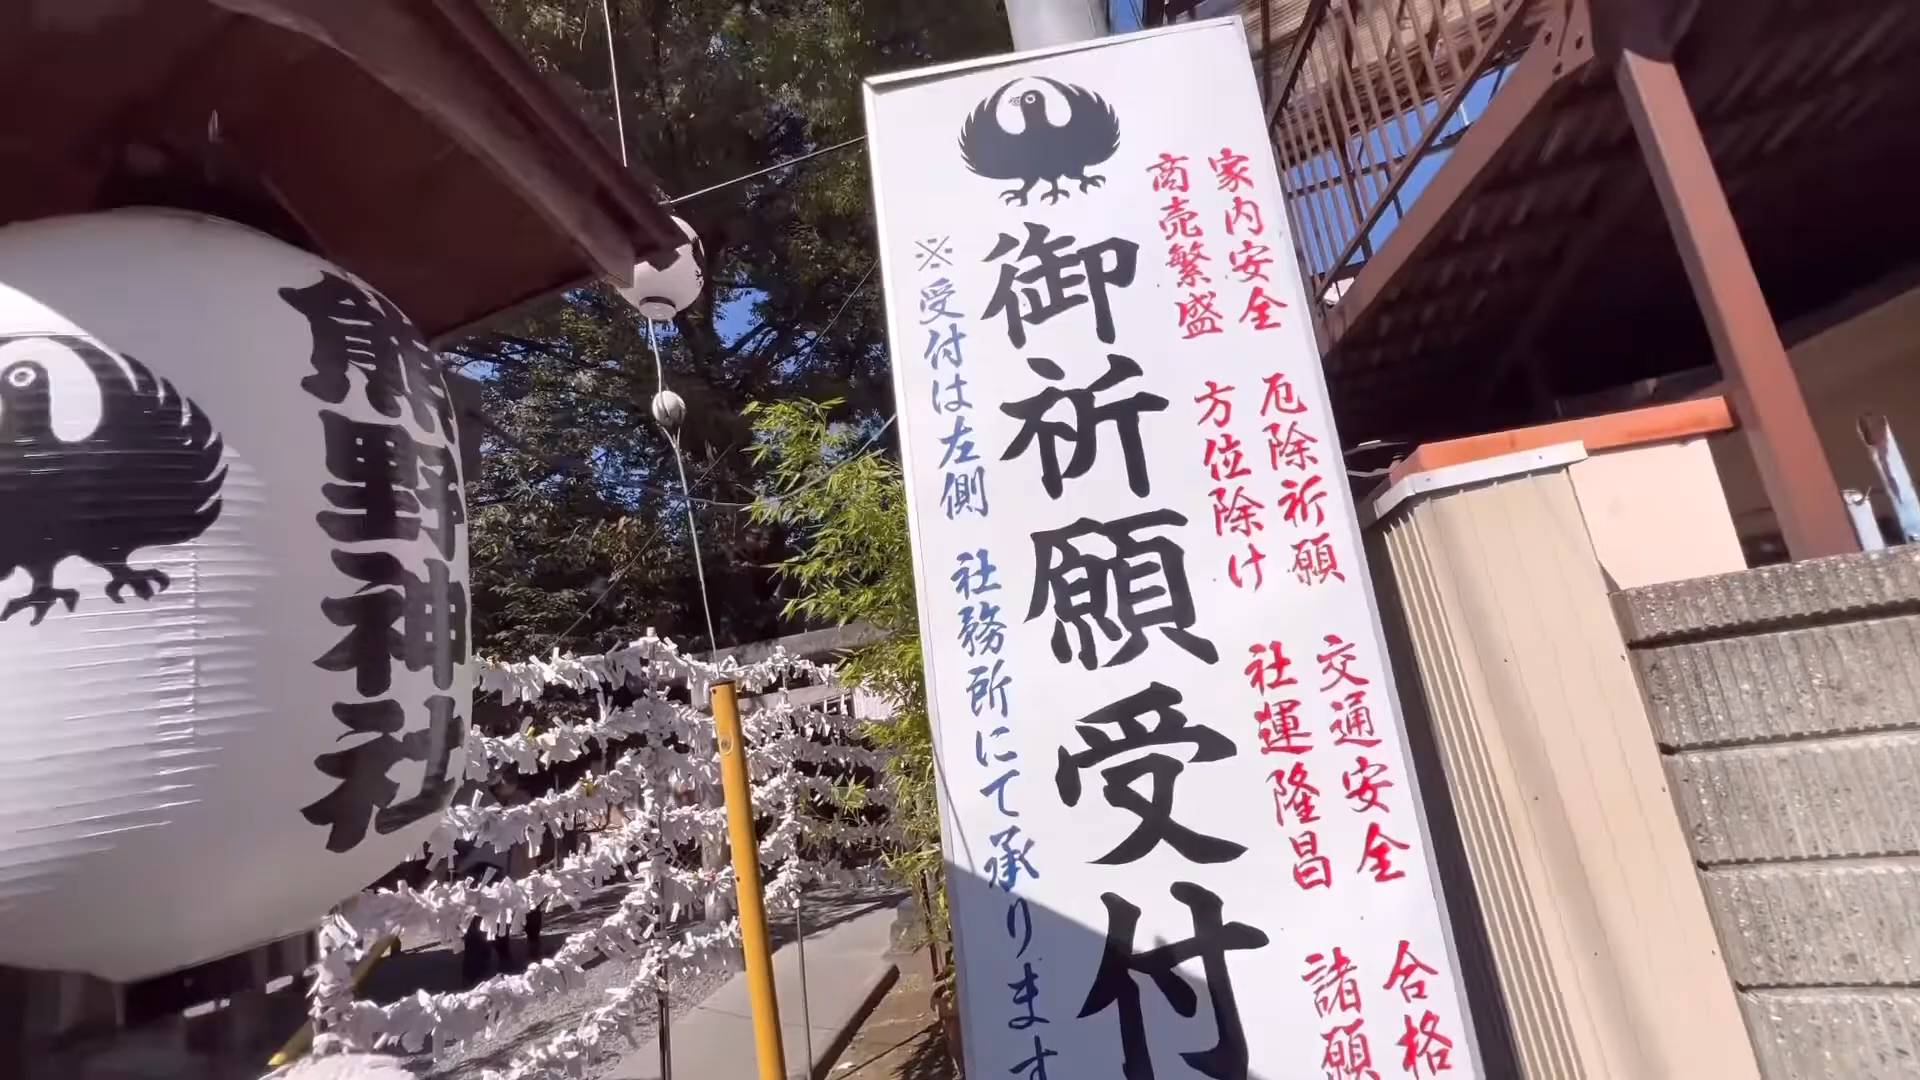 熊野神社
家内安全
商売繁盛
厄除祈願
方位除け
交通安全
社運隆昌
合格
諸願
御祈願受付
※受付は左側 社務所にて承ります